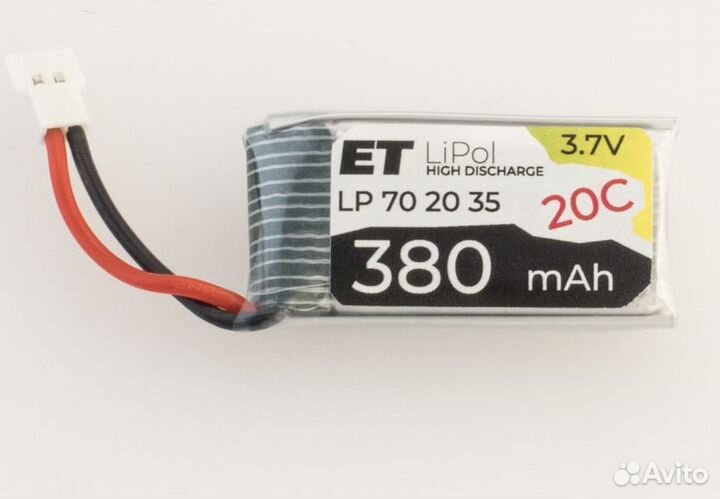 ET LiPol
HIGH DISCHARGE
3.7V
LP 70 20 35
20C
380 mAh
Avito